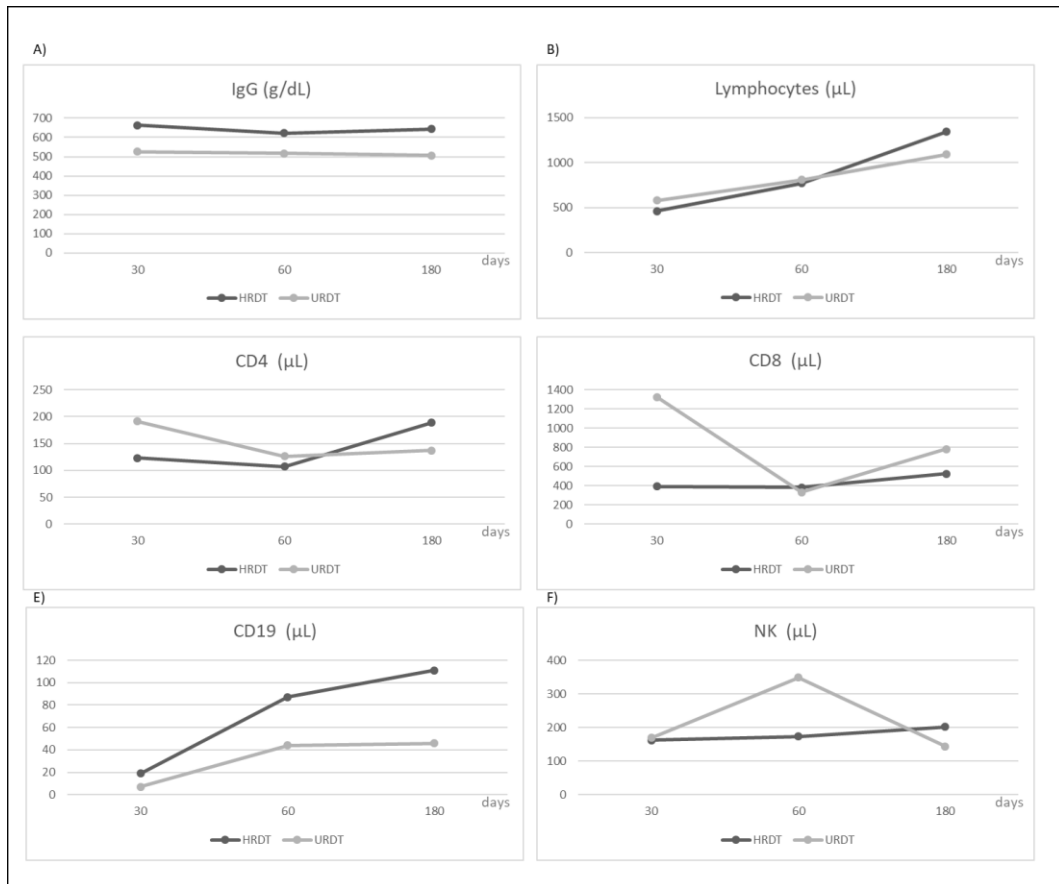 A)
IgG (g/dL)
700
600
500
400
300
200
100
0
30
60
180
days
HRDT
URDT
B)
Lymphocytes (µL)
1500
1000
500
0
30
60
180
days
HRDT
URDT
CD4 (µL)
250
200
150
100
50
0
30
60
180
days
HRDT
URDT
CD8 (µL)
1400
1200
1000
800
600
400
200
0
30
60
180
days
HRDT
URDT
E)
CD19 (µL)
120
100
80
60
40
20
0
30
60
180
days
HRDT
URDT
F)
NK (µL)
400
300
200
100
0
30
60
180
days
HRDT
URDT